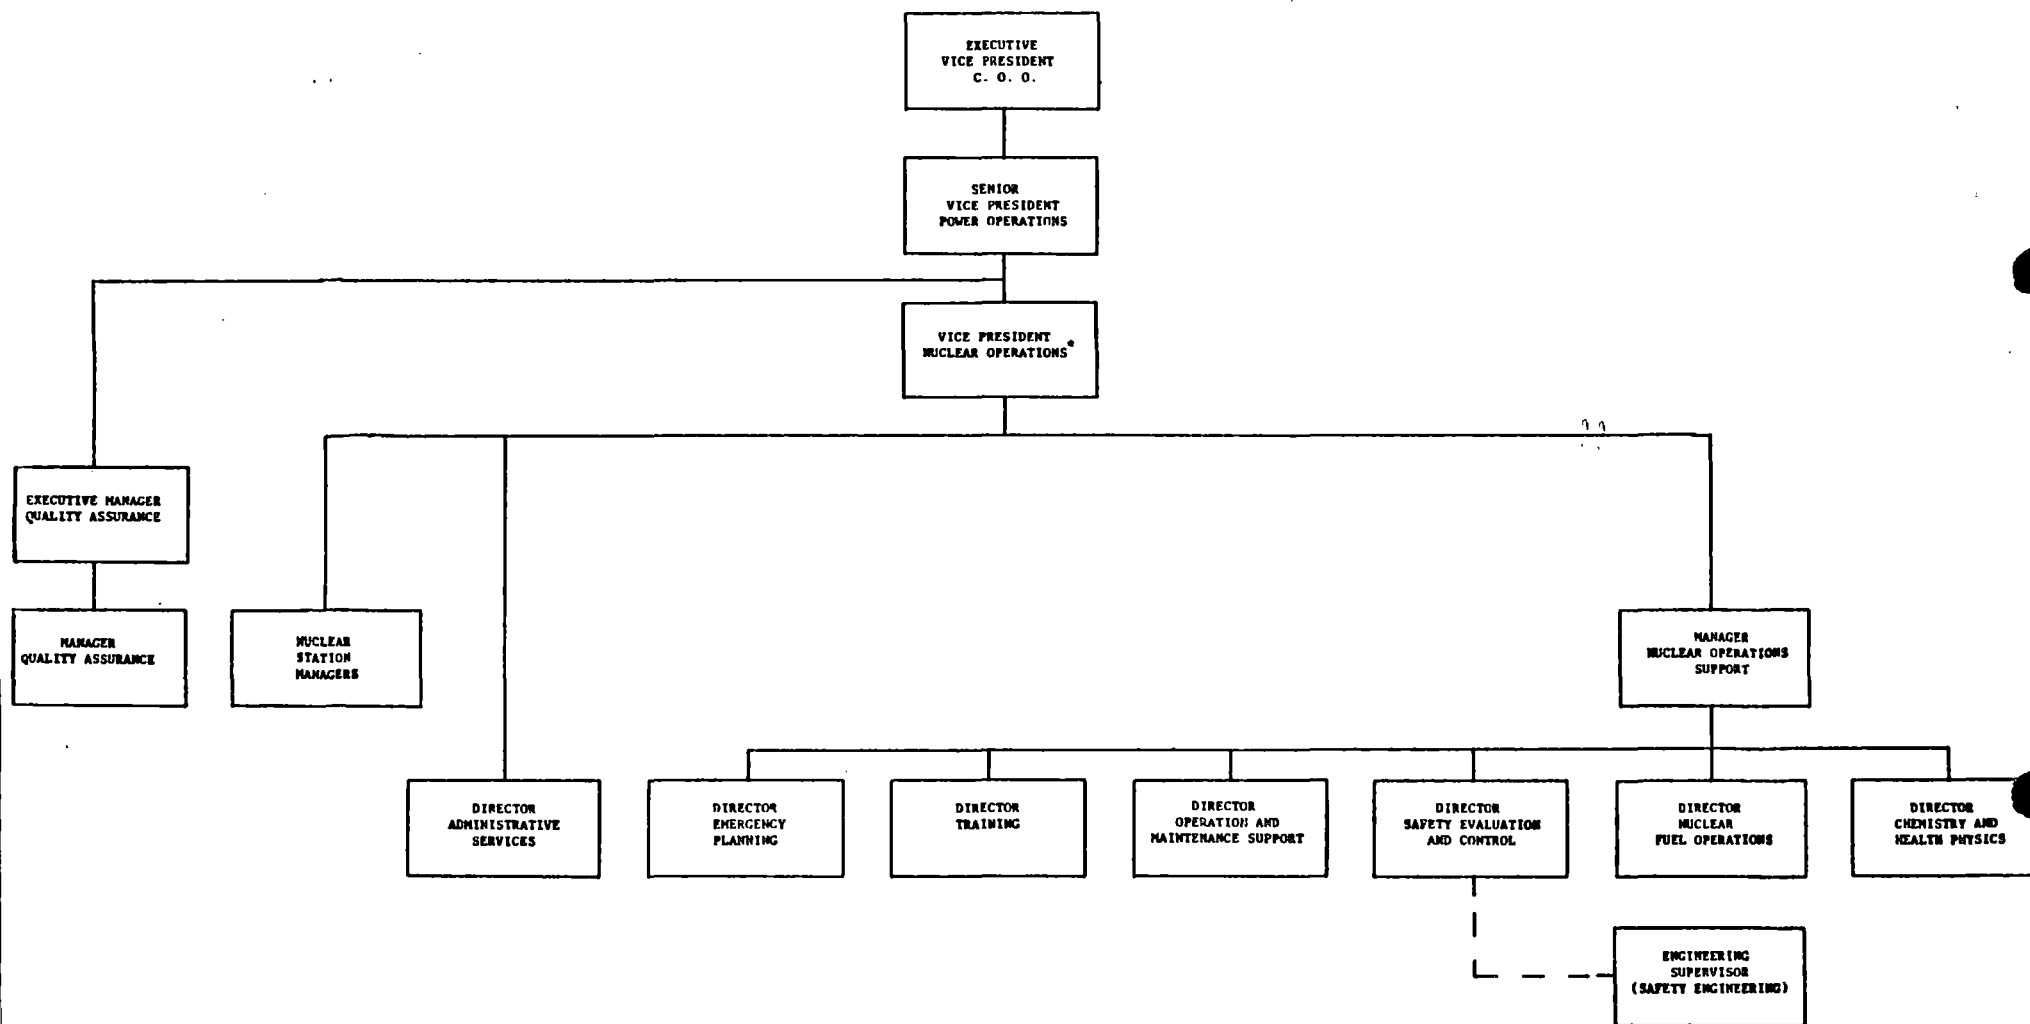 EXECUTIVE
VICE PRESIDENT
C. O. O.
SENIOR
VICE PRESIDENT
POWER OPERATIONS
VICE PRESIDENT
NUCLEAR OPERATIONS*
EXECUTIVE MANAGER
QUALITY ASSURANCE
MANAGER
QUALITY ASSURANCE
NUCLEAR
STATION
MANAGERS
MANAGER
NUCLEAR OPERATIONS
SUPPORT
DIRECTOR
ADMINISTRATIVE
SERVICES
DIRECTOR
EMERGENCY
PLANNING
DIRECTOR
TRAINING
DIRECTOR
OPERATION AND
MAINTENANCE SUPPORT
DIRECTOR
SAFETY EVALUATION
AND CONTROL
DIRECTOR
NUCLEAR
FUEL OPERATIONS
DIRECTOR
CHEMISTRY AND
HEALTH PHYSICS
ENGINEERING
SUPERVISOR
(SAFETY ENGINEERING)